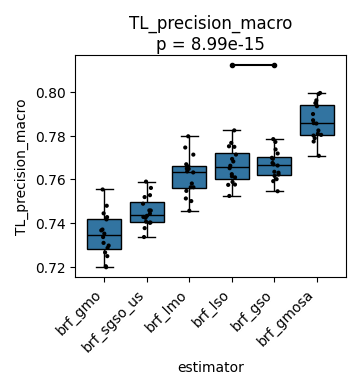 TL_precision_macro
p = 8.99e-15
TL_precision_macro
0.80
0.78
0.76
0.74
0.72
brf_gmo
brf_sgso_us
brf_lmo
brf_lso
brf_gso
brf_gmosa
estimator